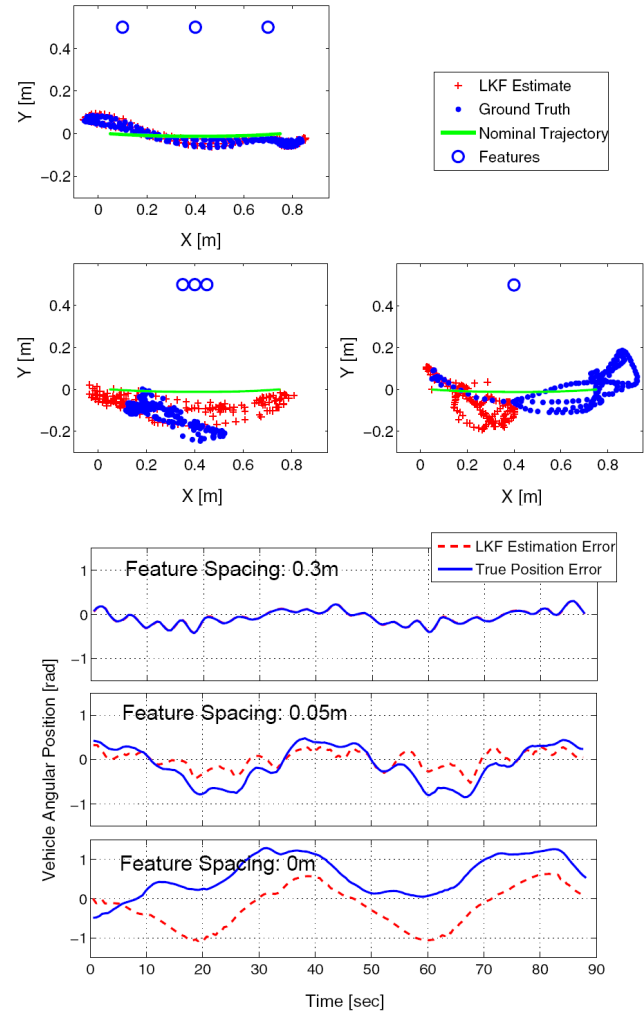 0.4
0.2
0
−0.2
Y [m]
0 0.2 0.4 0.6 0.8
X [m]
LKF Estimate
Ground Truth
Nominal Trajectory
Features
0.4
0.2
0
−0.2
Y [m]
0 0.2 0.4 0.6 0.8
X [m]
0.4
0.2
0
−0.2
Y [m]
0 0.2 0.4 0.6 0.8
X [m]
LKF Estimation Error
True Position Error
Feature Spacing: 0.3m
1
0
−1
Feature Spacing: 0.05m
1
0
−1
Feature Spacing: 0m
1
0
−1
Vehicle Angular Position [rad]
0 10 20 30 40 50 60 70 80 90
Time [sec]